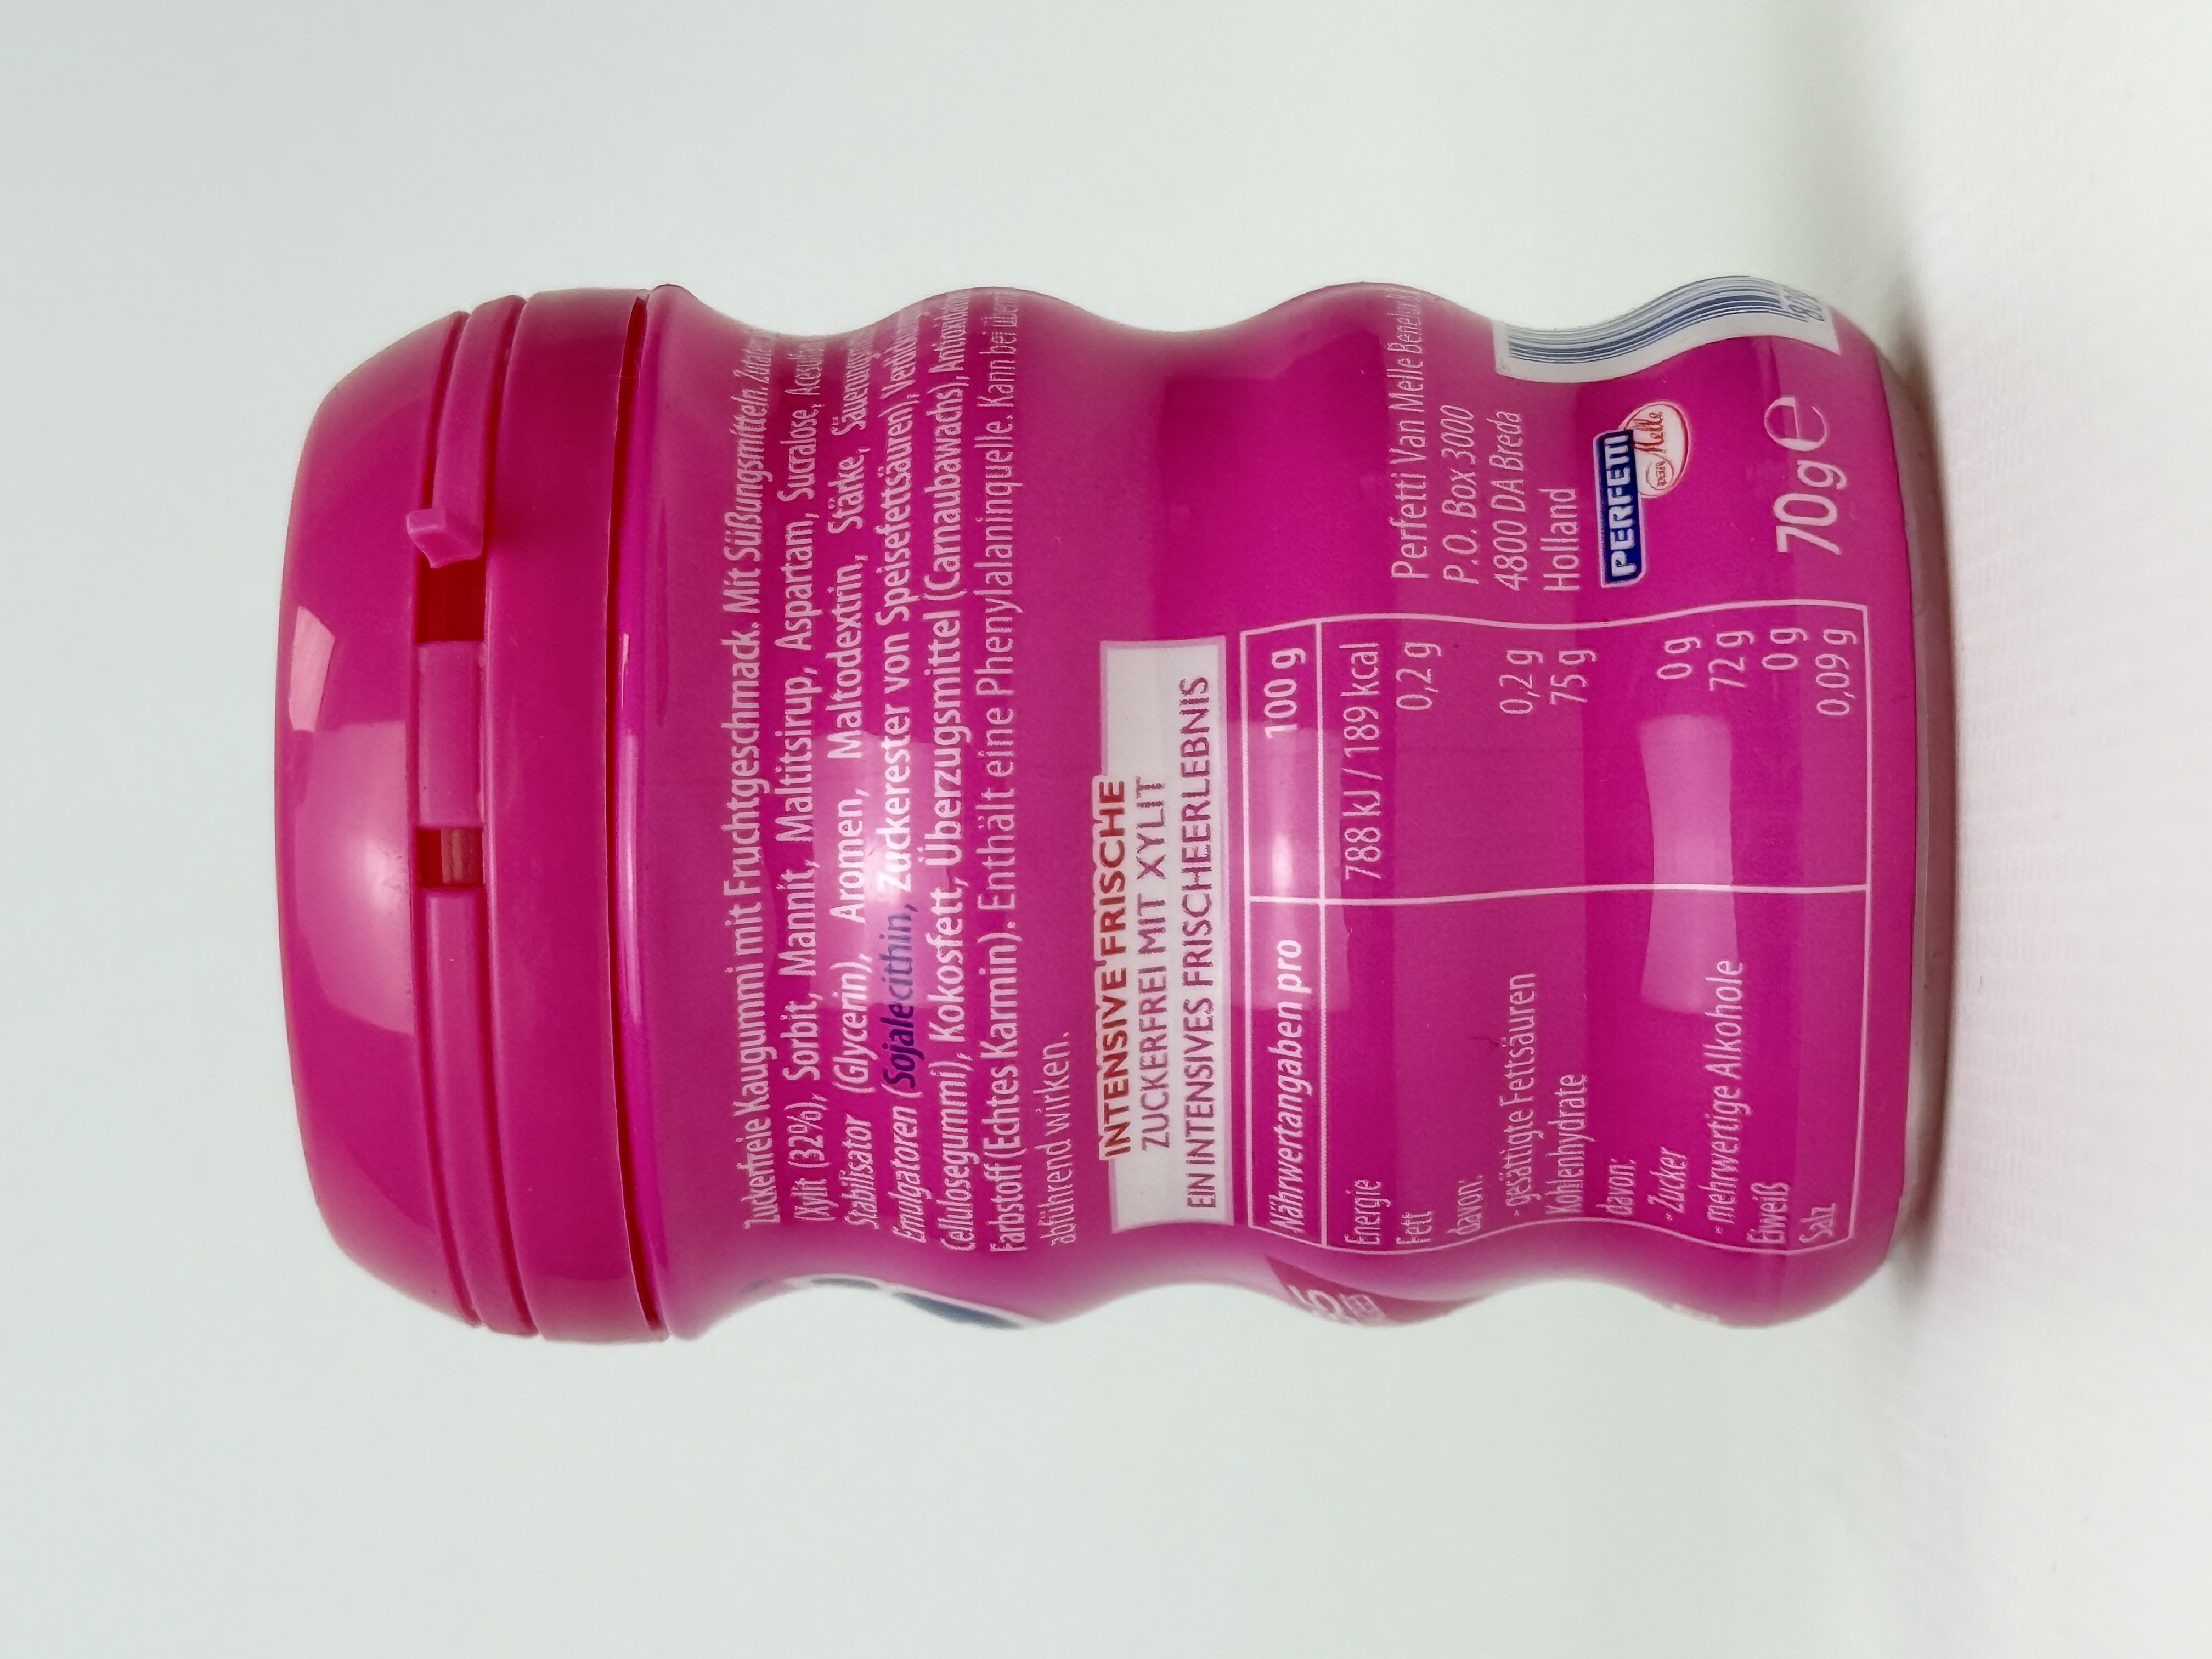 Zuckerfreie Kaugummi mit Fruchtgeschmack. Mit Süßungsmitteln.
(Xylit (32%), Sorbit, Mannit, Maltitsirup, Aspartam, Sucralose,
Stabilisator (Glycerin), Aromen, Maltodextrin, Stärke,
Emulgatoren (Sojalecithin, Zuckerester von Speisefettsäuren),
Cellulosegummi), Kokosfett, Überzugsmittel (Carnaubawachs),
Farbstoff (Echtes Karmin). Enthält eine Phenylalaninquelle. Kann bei
abführend wirken.
INTENSIVE FRISCHE
ZUCKERFREI MIT XYLIT
EIN INTENSIVES FRISCHEERLEBNIS
Nährwertangaben pro 100 g
Energie 788 kJ / 189 kcal
Fett 0,2 g
davon:
- gesättigte Fettsäuren 0,2 g
Kohlenhydrate 75 g
davon:
- Zucker 0 g
- mehrwertige Alkohole 72 g
Eiweiß 0 g
Salz 0,09 g
Perfetti Van Melle
P.O. Box 3000
4800 DA Breda
Holland
PERFETTI
van Melle
70g e